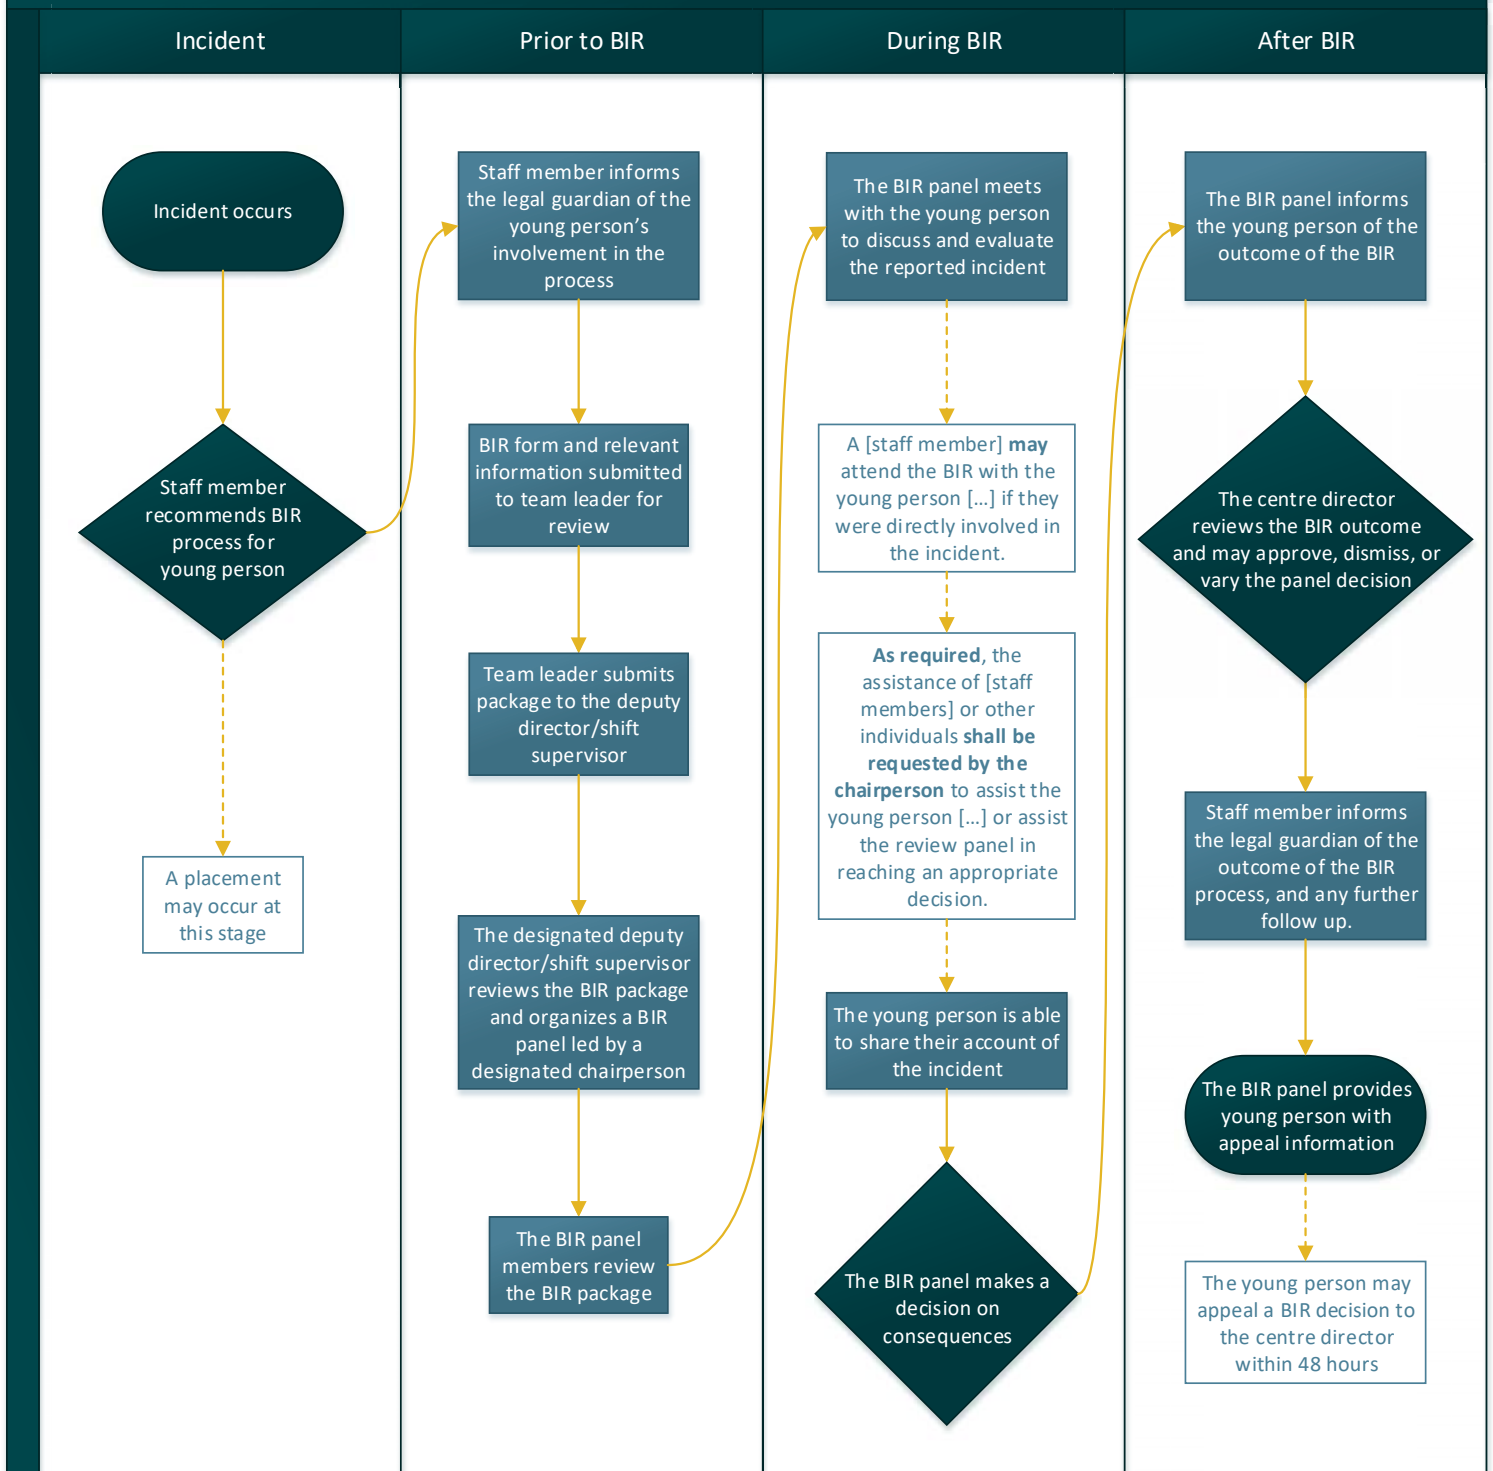 Incident
Prior to BIR
During BIR
After BIR
Incident occurs
Staff member
recommends BIR
process for
young person
A placement
may occur at
this stage
Staff member informs
the legal guardian of the
young person's
involvement in the
process
BIR form and relevant
information submitted
to team leader for
review
Team leader submits
package to the deputy
director/shift
supervisor
The designated deputy
director/shift supervisor
reviews the BIR package
and organizes a BIR
panel led by a
designated chairperson
The BIR panel
members review
the BIR package
The BIR panel meets
with the young person
to discuss and evaluate
the reported incident
A [staff member] may
attend the BIR with the
young person […] if they
were directly involved in
the incident.
As required, the
assistance of [staff
members] or other
individuals shall be
requested by the
chairperson to assist the
young person […] or assist
the review panel in
reaching an appropriate
decision.
The young person is able
to share their account of
the incident
The BIR panel makes a
decision on
consequences
The BIR panel informs
the young person of the
outcome of the BIR
The centre director
reviews the BIR outcome
and may approve, dismiss, or
vary the panel decision
Staff member informs
the legal guardian of the
outcome of the BIR
process, and any further
follow up.
The BIR panel provides
young person with
appeal information
The young person may
appeal a BIR decision to
the centre director
within 48 hours